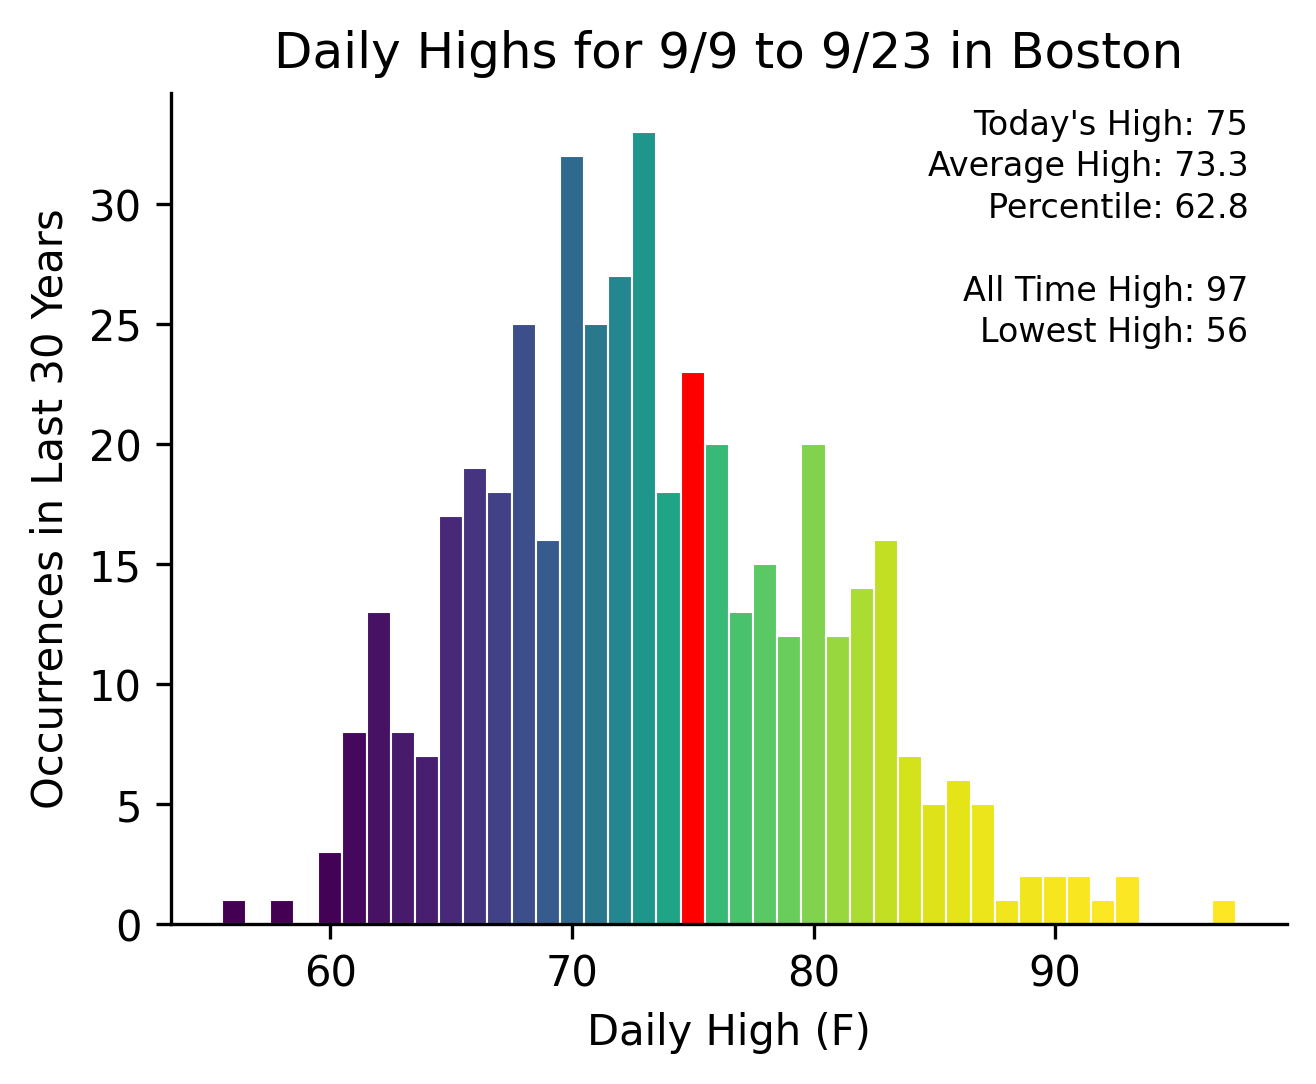 Daily Highs for 9/9 to 9/23 in Boston
Today's High: 75
Average High: 73.3
Percentile: 62.8
All Time High: 97
Lowest High: 56
Occurrences in Last 30 Years
30
25
20
15
10
5
0
60 70 80 90
Daily High (F)